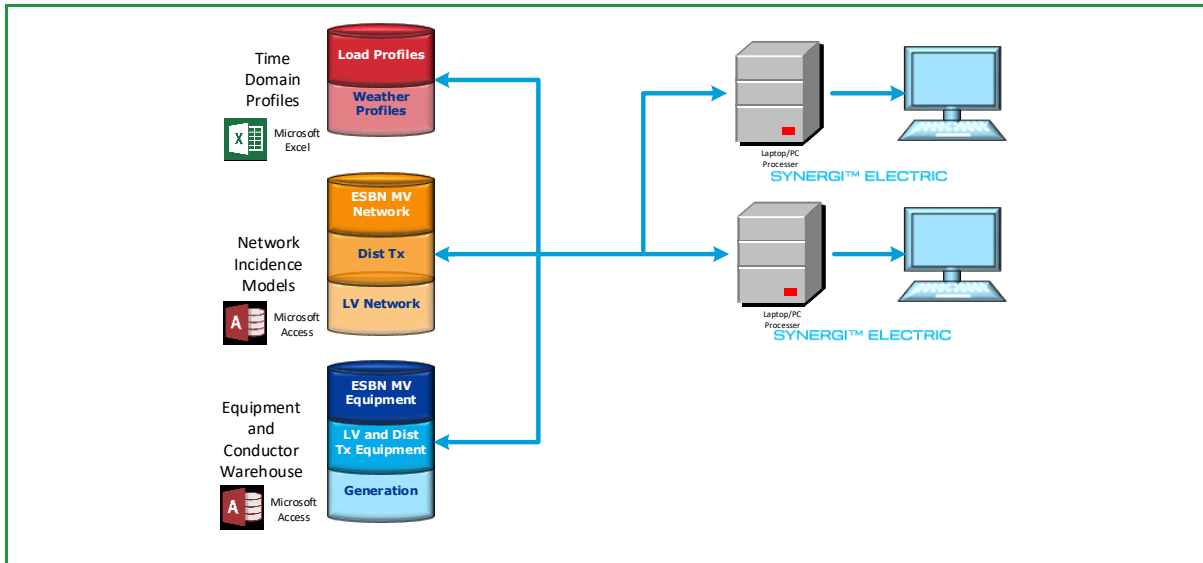 Time
Domain
Profiles
X
Microsoft
Excel
Load Profiles
Weather
Profiles
Network
Incidence
Models
A
Microsoft
Access
ESBN MV
Network
Dist Tx
LV Network
Equipment
and
Conductor
Warehouse
A
Microsoft
Access
ESBN MV
Equipment
LV and Dist
Tx Equipment
Generation
Laptop/PC
Processer
SYNERGI™ ELECTRIC
Laptop/PC
Processer
SYNERGI™ ELECTRIC